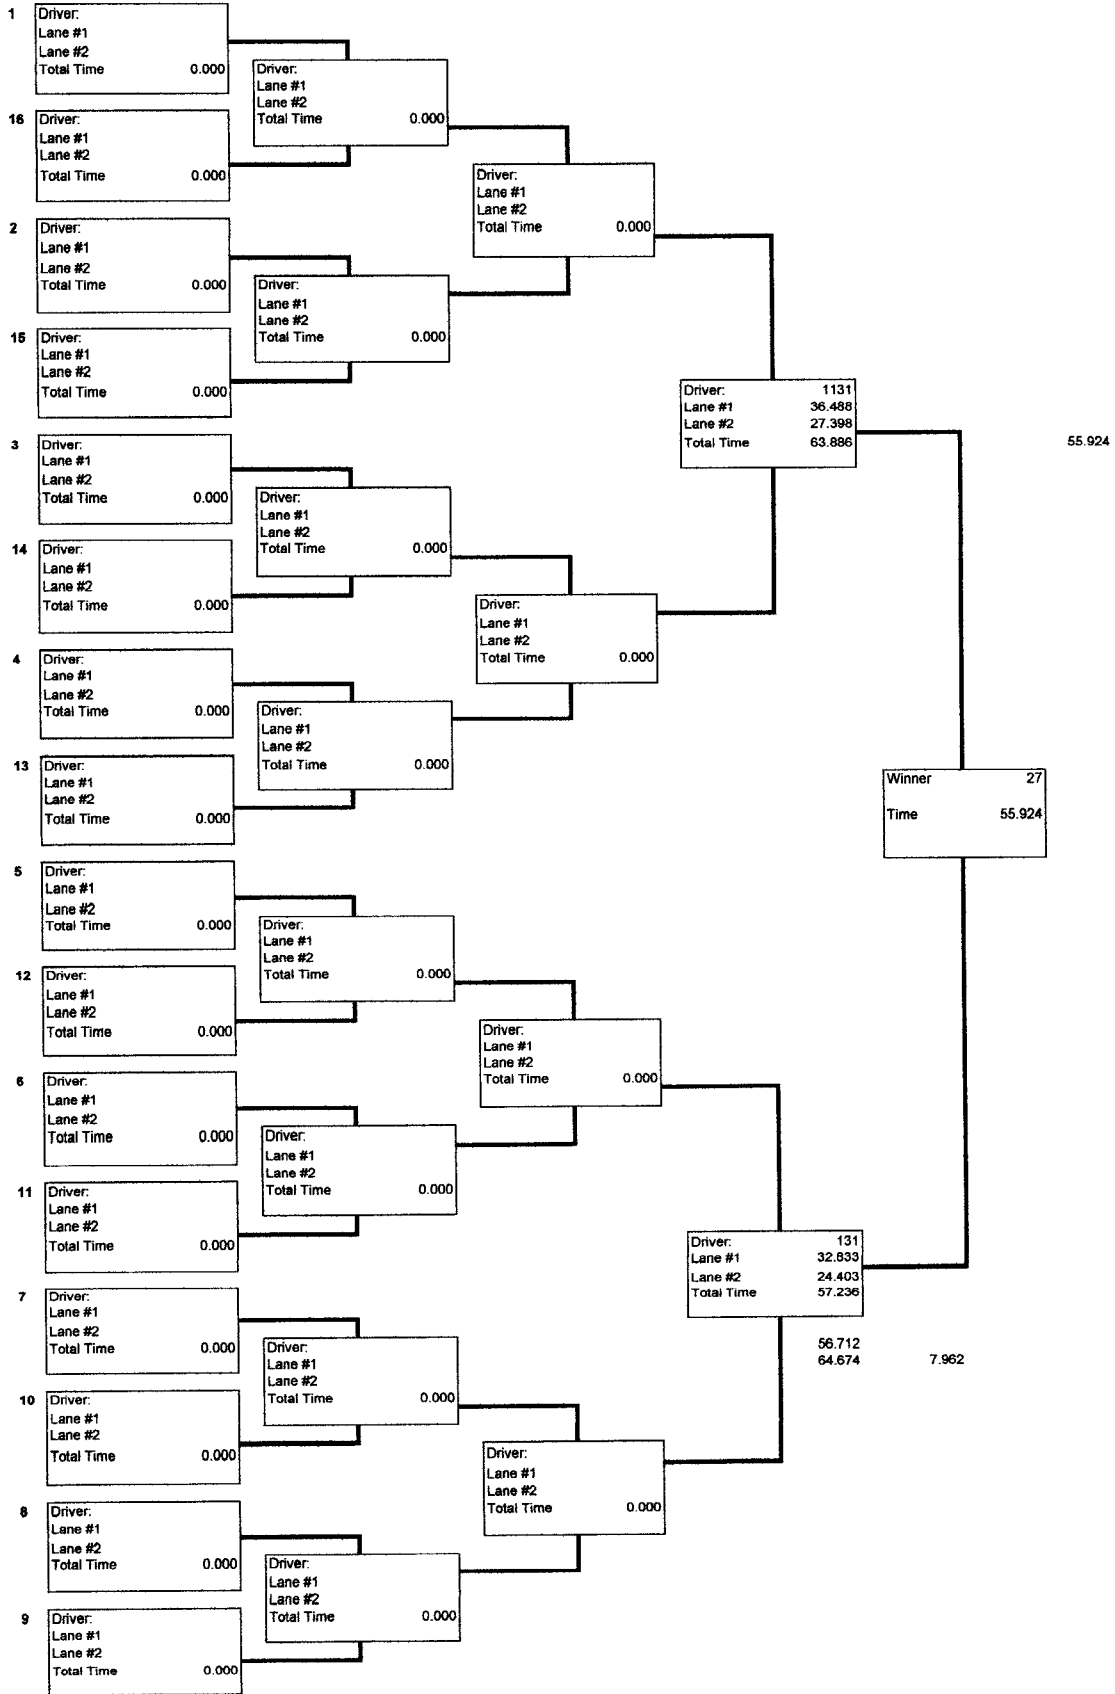 1
Driver:
Lane #1
Lane #2
Total Time 0.000
Driver:
Lane #1
Lane #2
Total Time 0.000
16
Driver:
Lane #1
Lane #2
Total Time 0.000
Driver:
Lane #1
Lane #2
Total Time 0.000
2
Driver:
Lane #1
Lane #2
Total Time 0.000
Driver:
Lane #1
Lane #2
Total Time 0.000
15
Driver:
Lane #1
Lane #2
Total Time 0.000
Driver: 1131
Lane #1 36.488
Lane #2 27.398
Total Time 63.886
55.924
3
Driver:
Lane #1
Lane #2
Total Time 0.000
Driver:
Lane #1
Lane #2
Total Time 0.000
14
Driver:
Lane #1
Lane #2
Total Time 0.000
Driver:
Lane #1
Lane #2
Total Time 0.000
4
Driver:
Lane #1
Lane #2
Total Time 0.000
Driver:
Lane #1
Lane #2
Total Time 0.000
13
Driver:
Lane #1
Lane #2
Total Time 0.000
Winner 27
Time 55.924
5
Driver:
Lane #1
Lane #2
Total Time 0.000
Driver:
Lane #1
Lane #2
Total Time 0.000
12
Driver:
Lane #1
Lane #2
Total Time 0.000
Driver:
Lane #1
Lane #2
Total Time 0.000
6
Driver:
Lane #1
Lane #2
Total Time 0.000
Driver:
Lane #1
Lane #2
Total Time 0.000
11
Driver:
Lane #1
Lane #2
Total Time 0.000
Driver: 131
Lane #1 32.833
Lane #2 24.403
Total Time 57.236
56.712
64.674 7.962
7
Driver:
Lane #1
Lane #2
Total Time 0.000
Driver:
Lane #1
Lane #2
Total Time 0.000
10
Driver:
Lane #1
Lane #2
Total Time 0.000
Driver:
Lane #1
Lane #2
Total Time 0.000
8
Driver:
Lane #1
Lane #2
Total Time 0.000
Driver:
Lane #1
Lane #2
Total Time 0.000
9
Driver:
Lane #1
Lane #2
Total Time 0.000